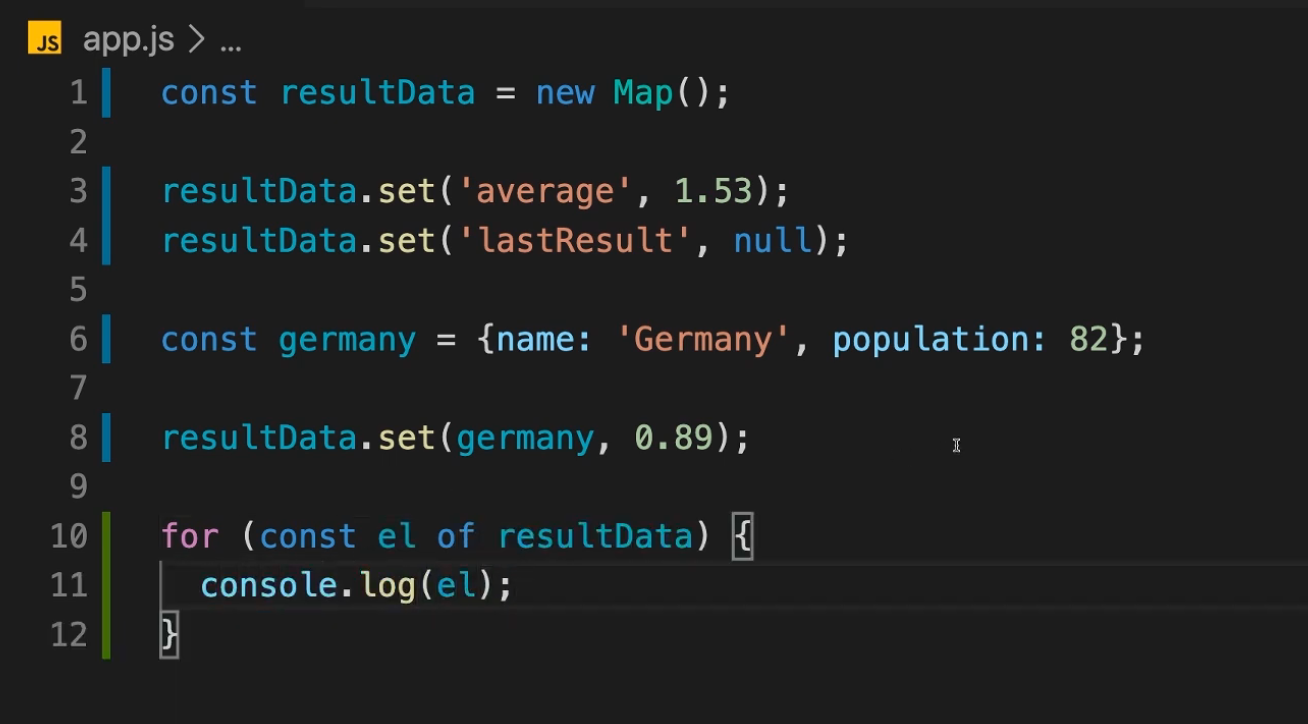 JS app.js > ...
1 const resultData = new Map();
2
3 resultData.set('average', 1.53);
4 resultData.set('lastResult', null);
5
6 const germany = {name: 'Germany', population: 82};
7
8 resultData.set(germany, 0.89);
9
10 for (const el of resultData) {
11   console.log(el);
12 }